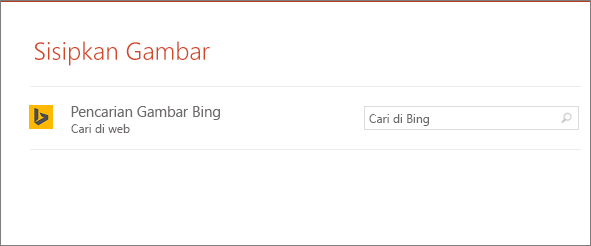 Sisipkan Gambar
Pencarian Gambar Bing
Cari di web
Cari di Bing